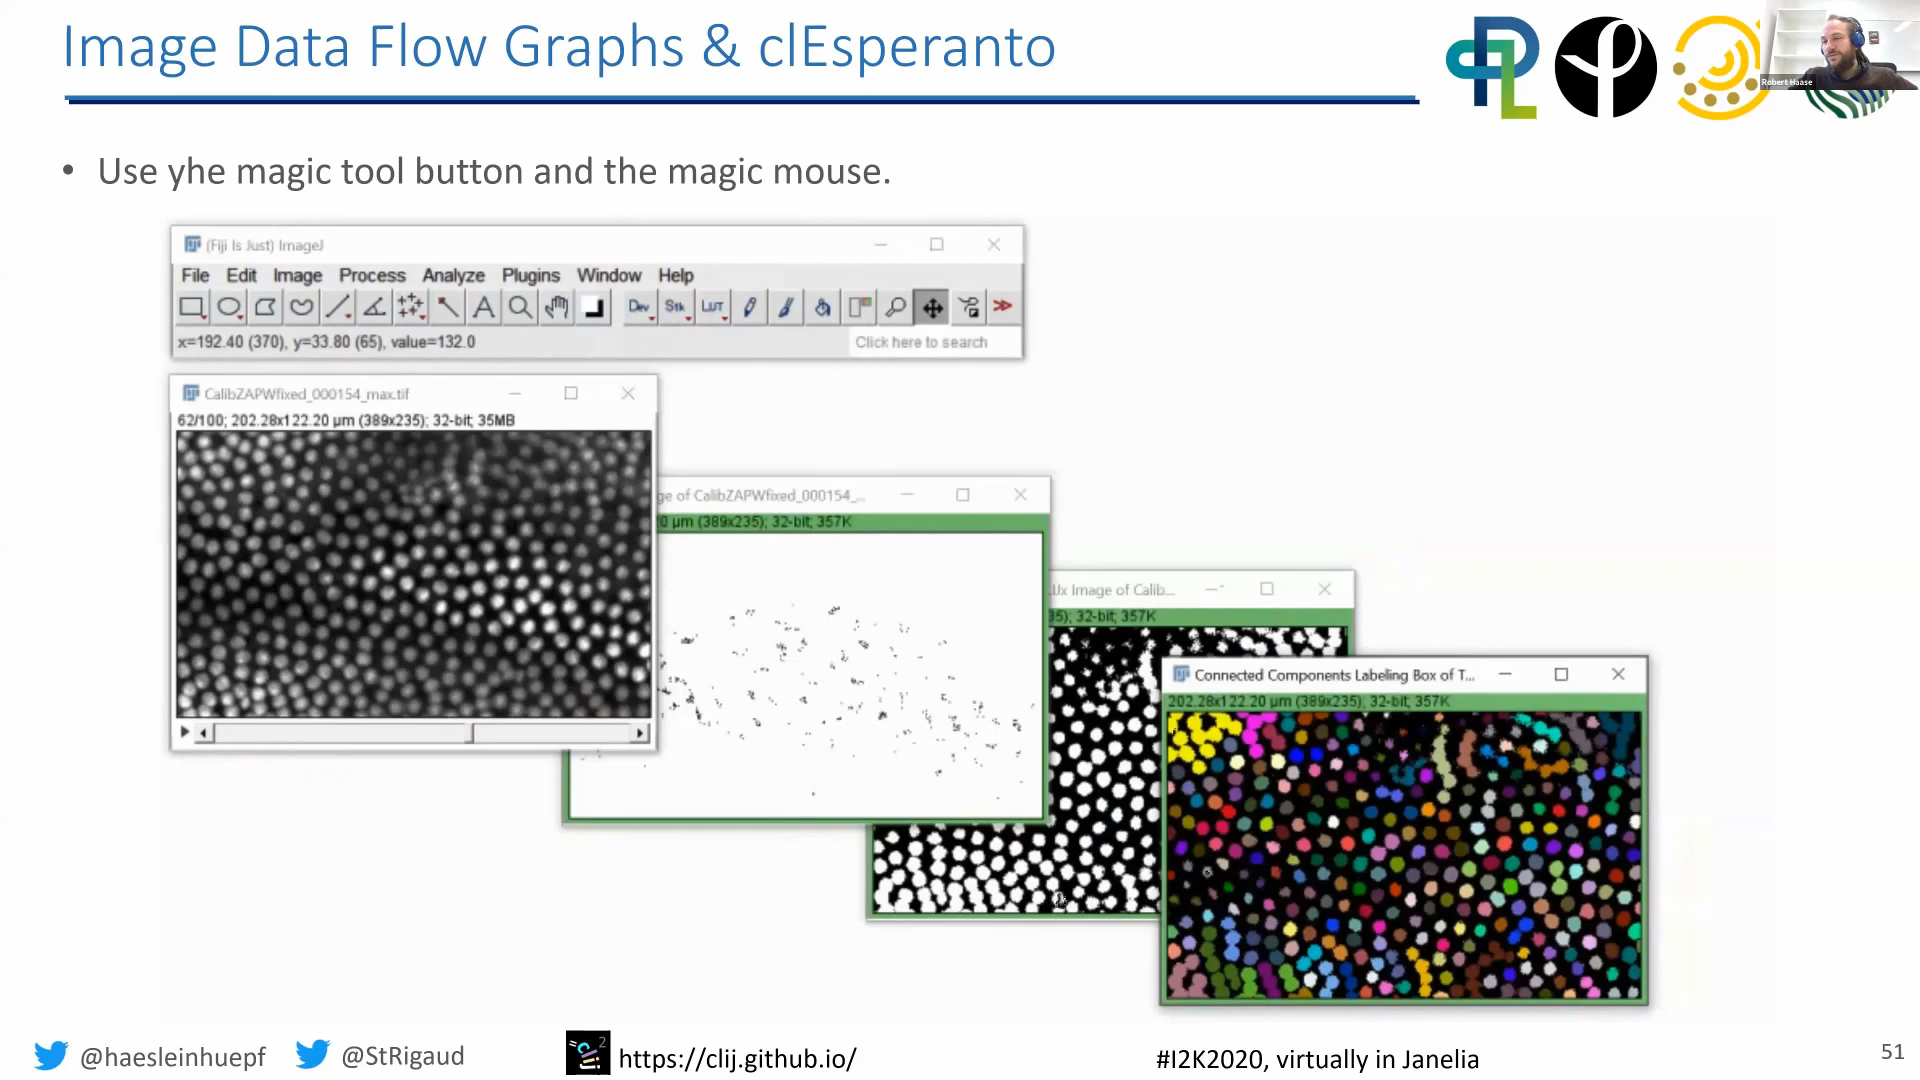 Image Data Flow Graphs & clEsperanto
Robert Haase
• Use yhe magic tool button and the magic mouse.
(Fiji Is Just) ImageJ
File Edit Image Process Analyze Plugins Window Help
Dev Stk LUT
x=192.40 (370), y=33.80 (65), value=132.0
Click here to search
CalibZAPWfixed_000154_max.tif
62/100; 202.28x122.20 µm (389x235); 32-bit; 35MB
ge of CalibZAPWfixed_000154_...
0 µm (389x235); 32-bit; 357K
Image of Calib...
35); 32-bit; 357K
Connected Components Labeling Box of T...
202.28x122.20 µm (389x235); 32-bit; 357K
@haesleinhuepf
@StRigaud
https://clij.github.io/
#I2K2020, virtually in Janelia
51